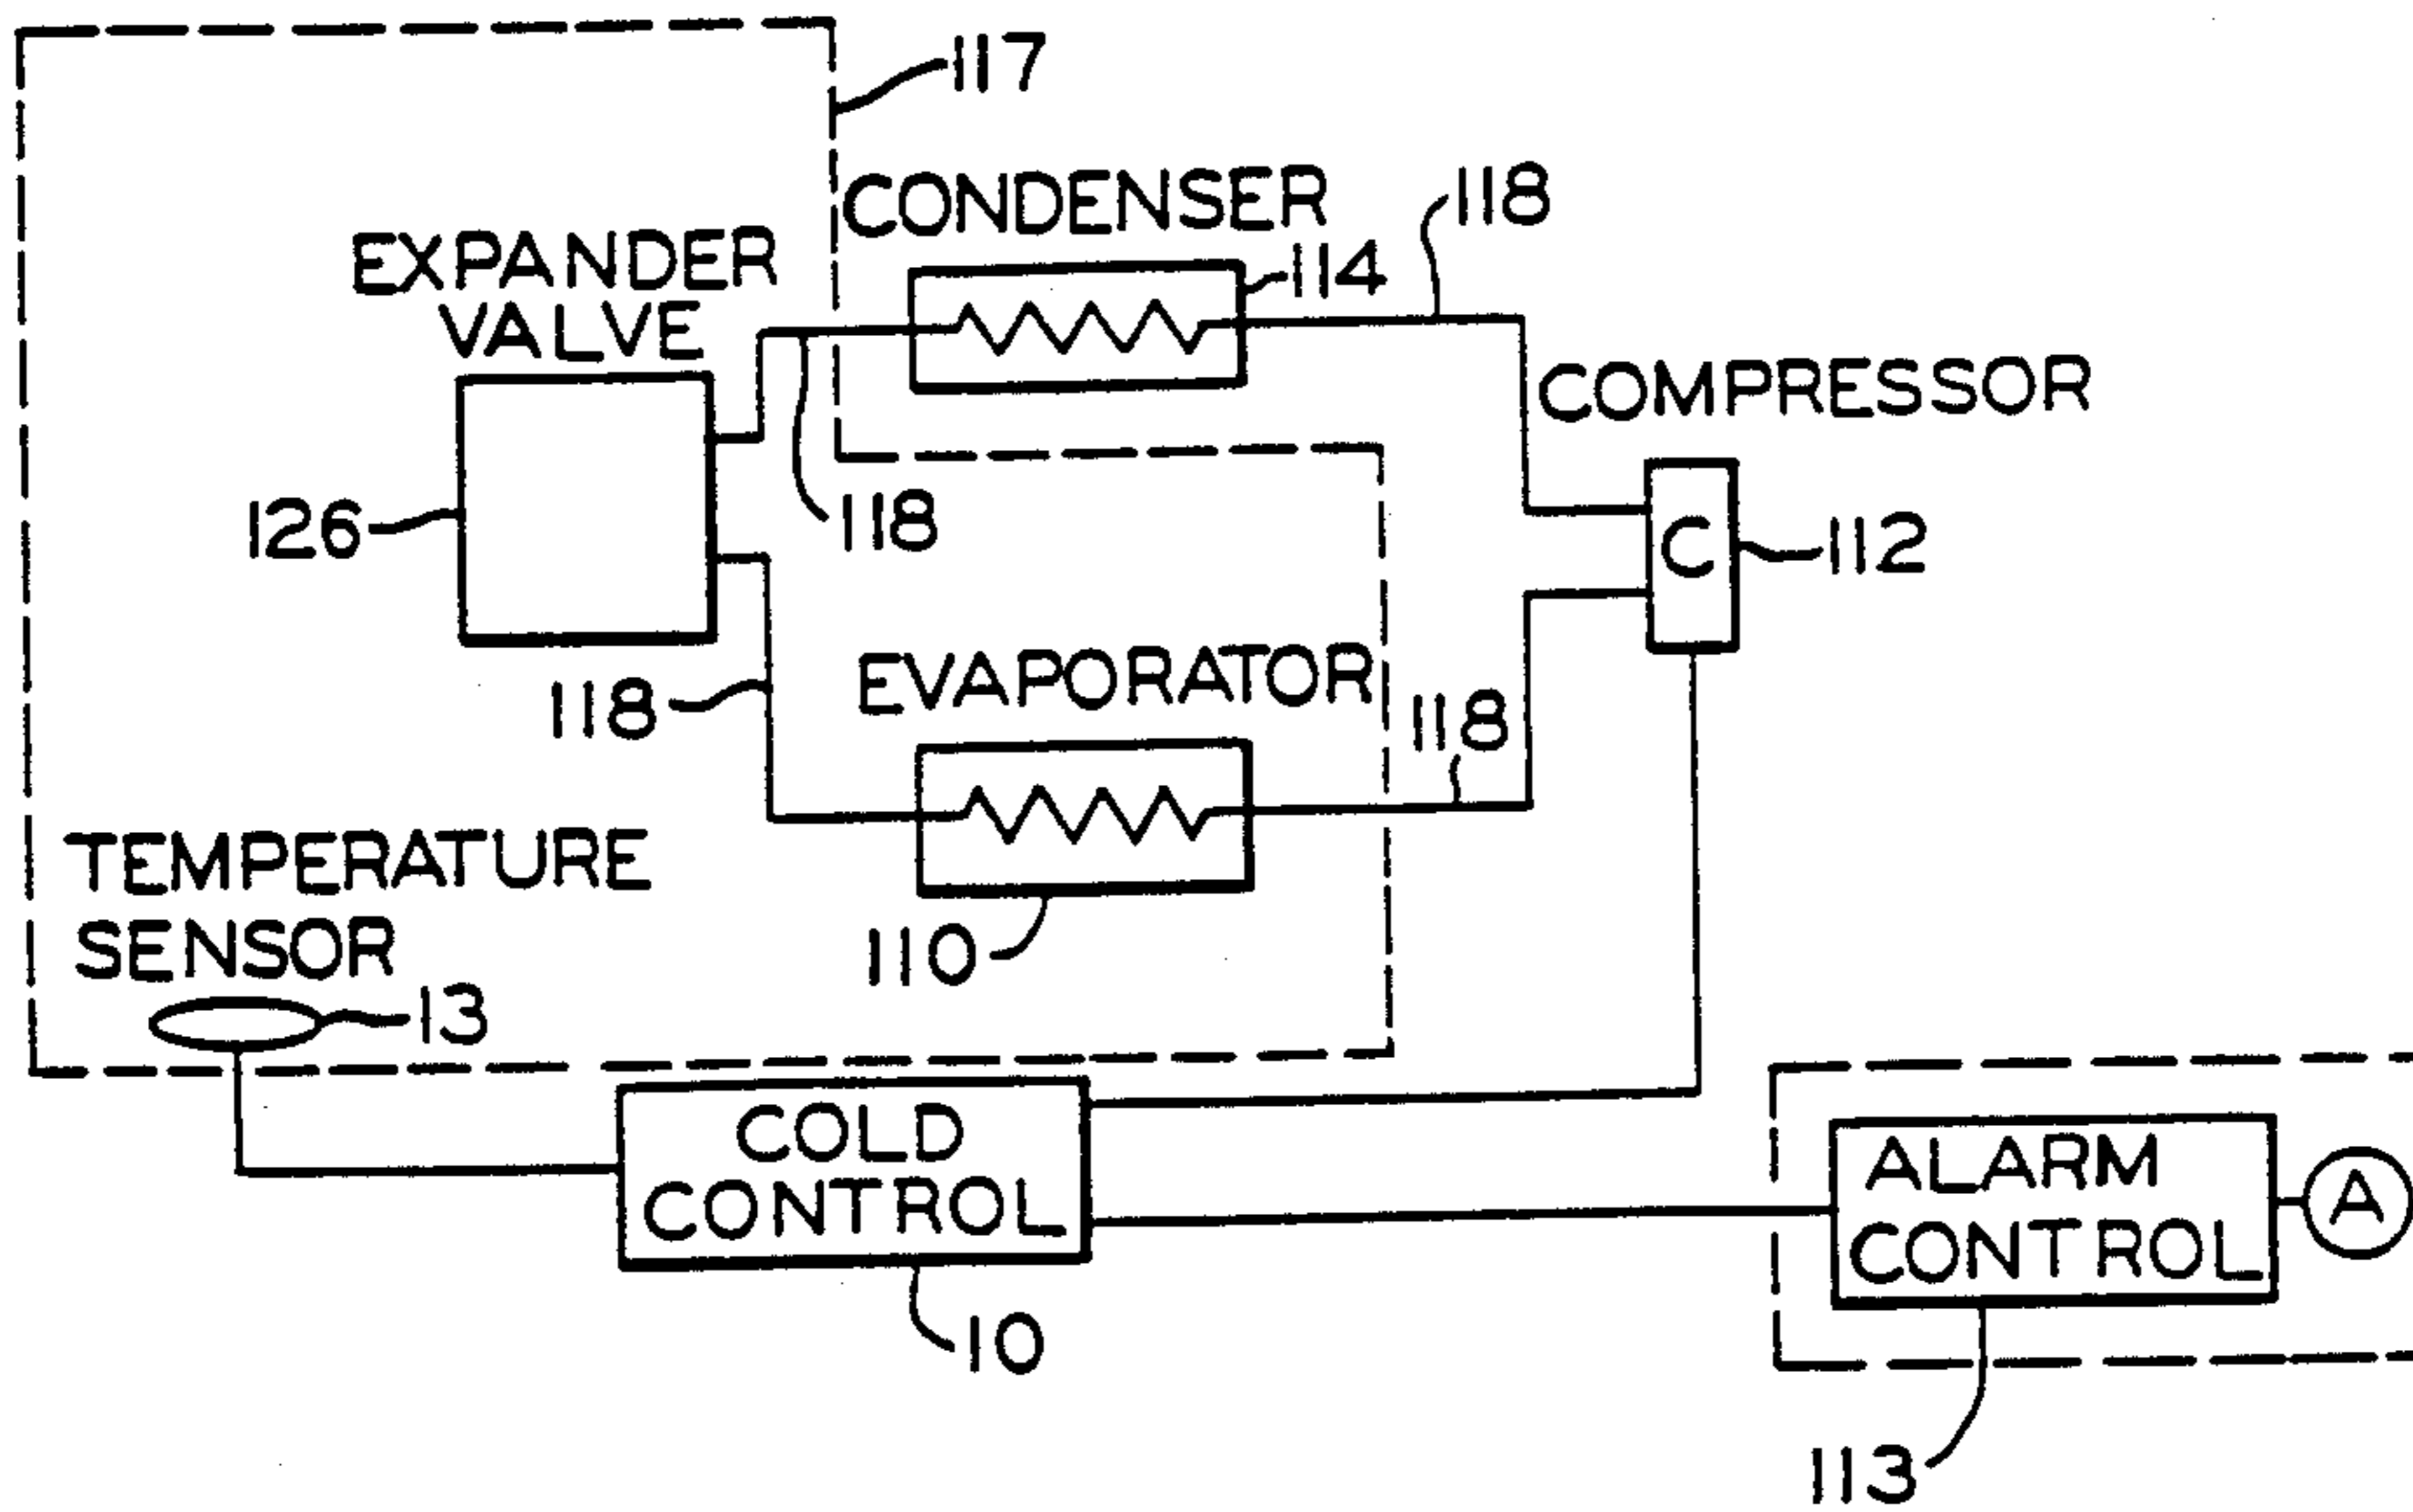 117
CONDENSER
118
EXPANDER
VALVE
114
COMPRESSOR
126
118
C
112
118
EVAPORATOR
118
TEMPERATURE
SENSOR
110
13
COLD
CONTROL
ALARM
CONTROL
A
10
113